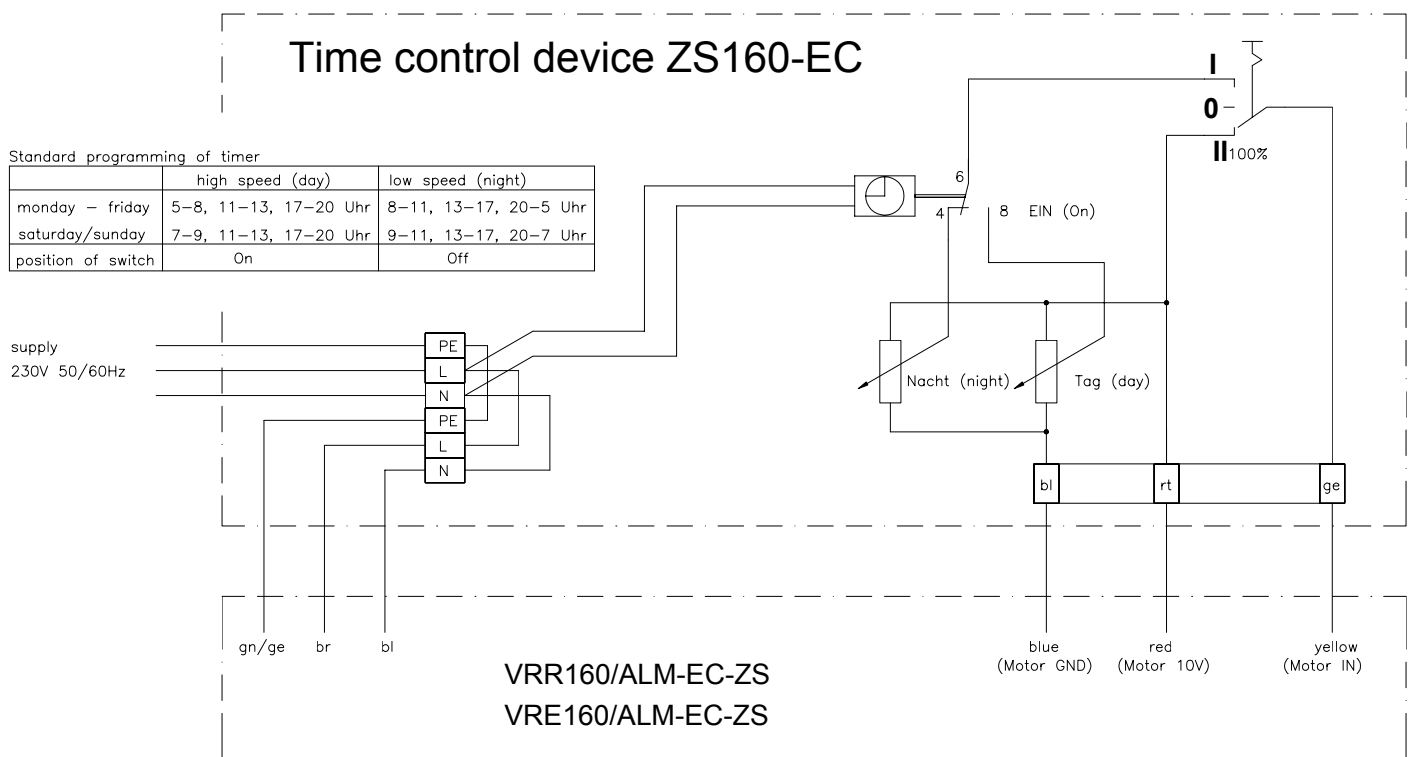 Time control device ZS160-EC
I
0
II 100%
Standard programming of timer
high speed (day) low speed (night)
monday – friday 5–8, 11–13, 17–20 Uhr 8–11, 13–17, 20–5 Uhr
saturday/sunday 7–9, 11–13, 17–20 Uhr 9–11, 13–17, 20–7 Uhr
position of switch On Off
6
4 8 EIN (On)
supply
230V 50/60Hz
PE
L
N
PE
L
N
Nacht (night) Tag (day)
bl rt ge
gn/ge br bl
blue red yellow
(Motor GND) (Motor 10V) (Motor IN)
VRR160/ALM-EC-ZS
VRE160/ALM-EC-ZS